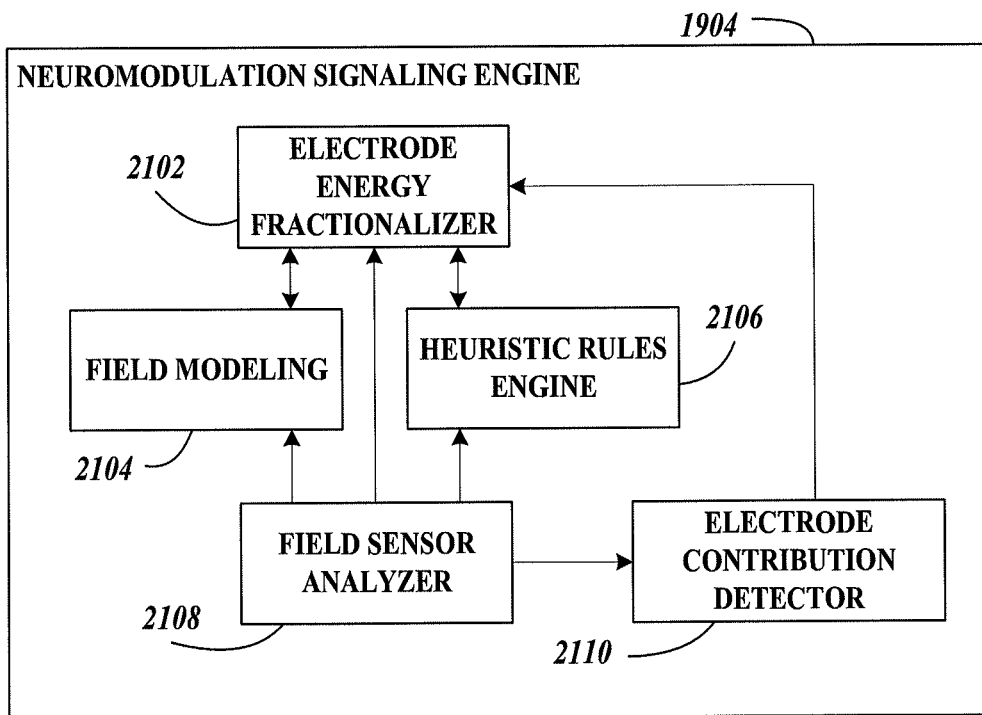 1904
NEUROMODULATION SIGNALING ENGINE
2102
ELECTRODE
ENERGY
FRACTIONALIZER
FIELD MODELING
2104
HEURISTIC RULES
ENGINE
2106
FIELD SENSOR
ANALYZER
2108
ELECTRODE
CONTRIBUTION
DETECTOR
2110